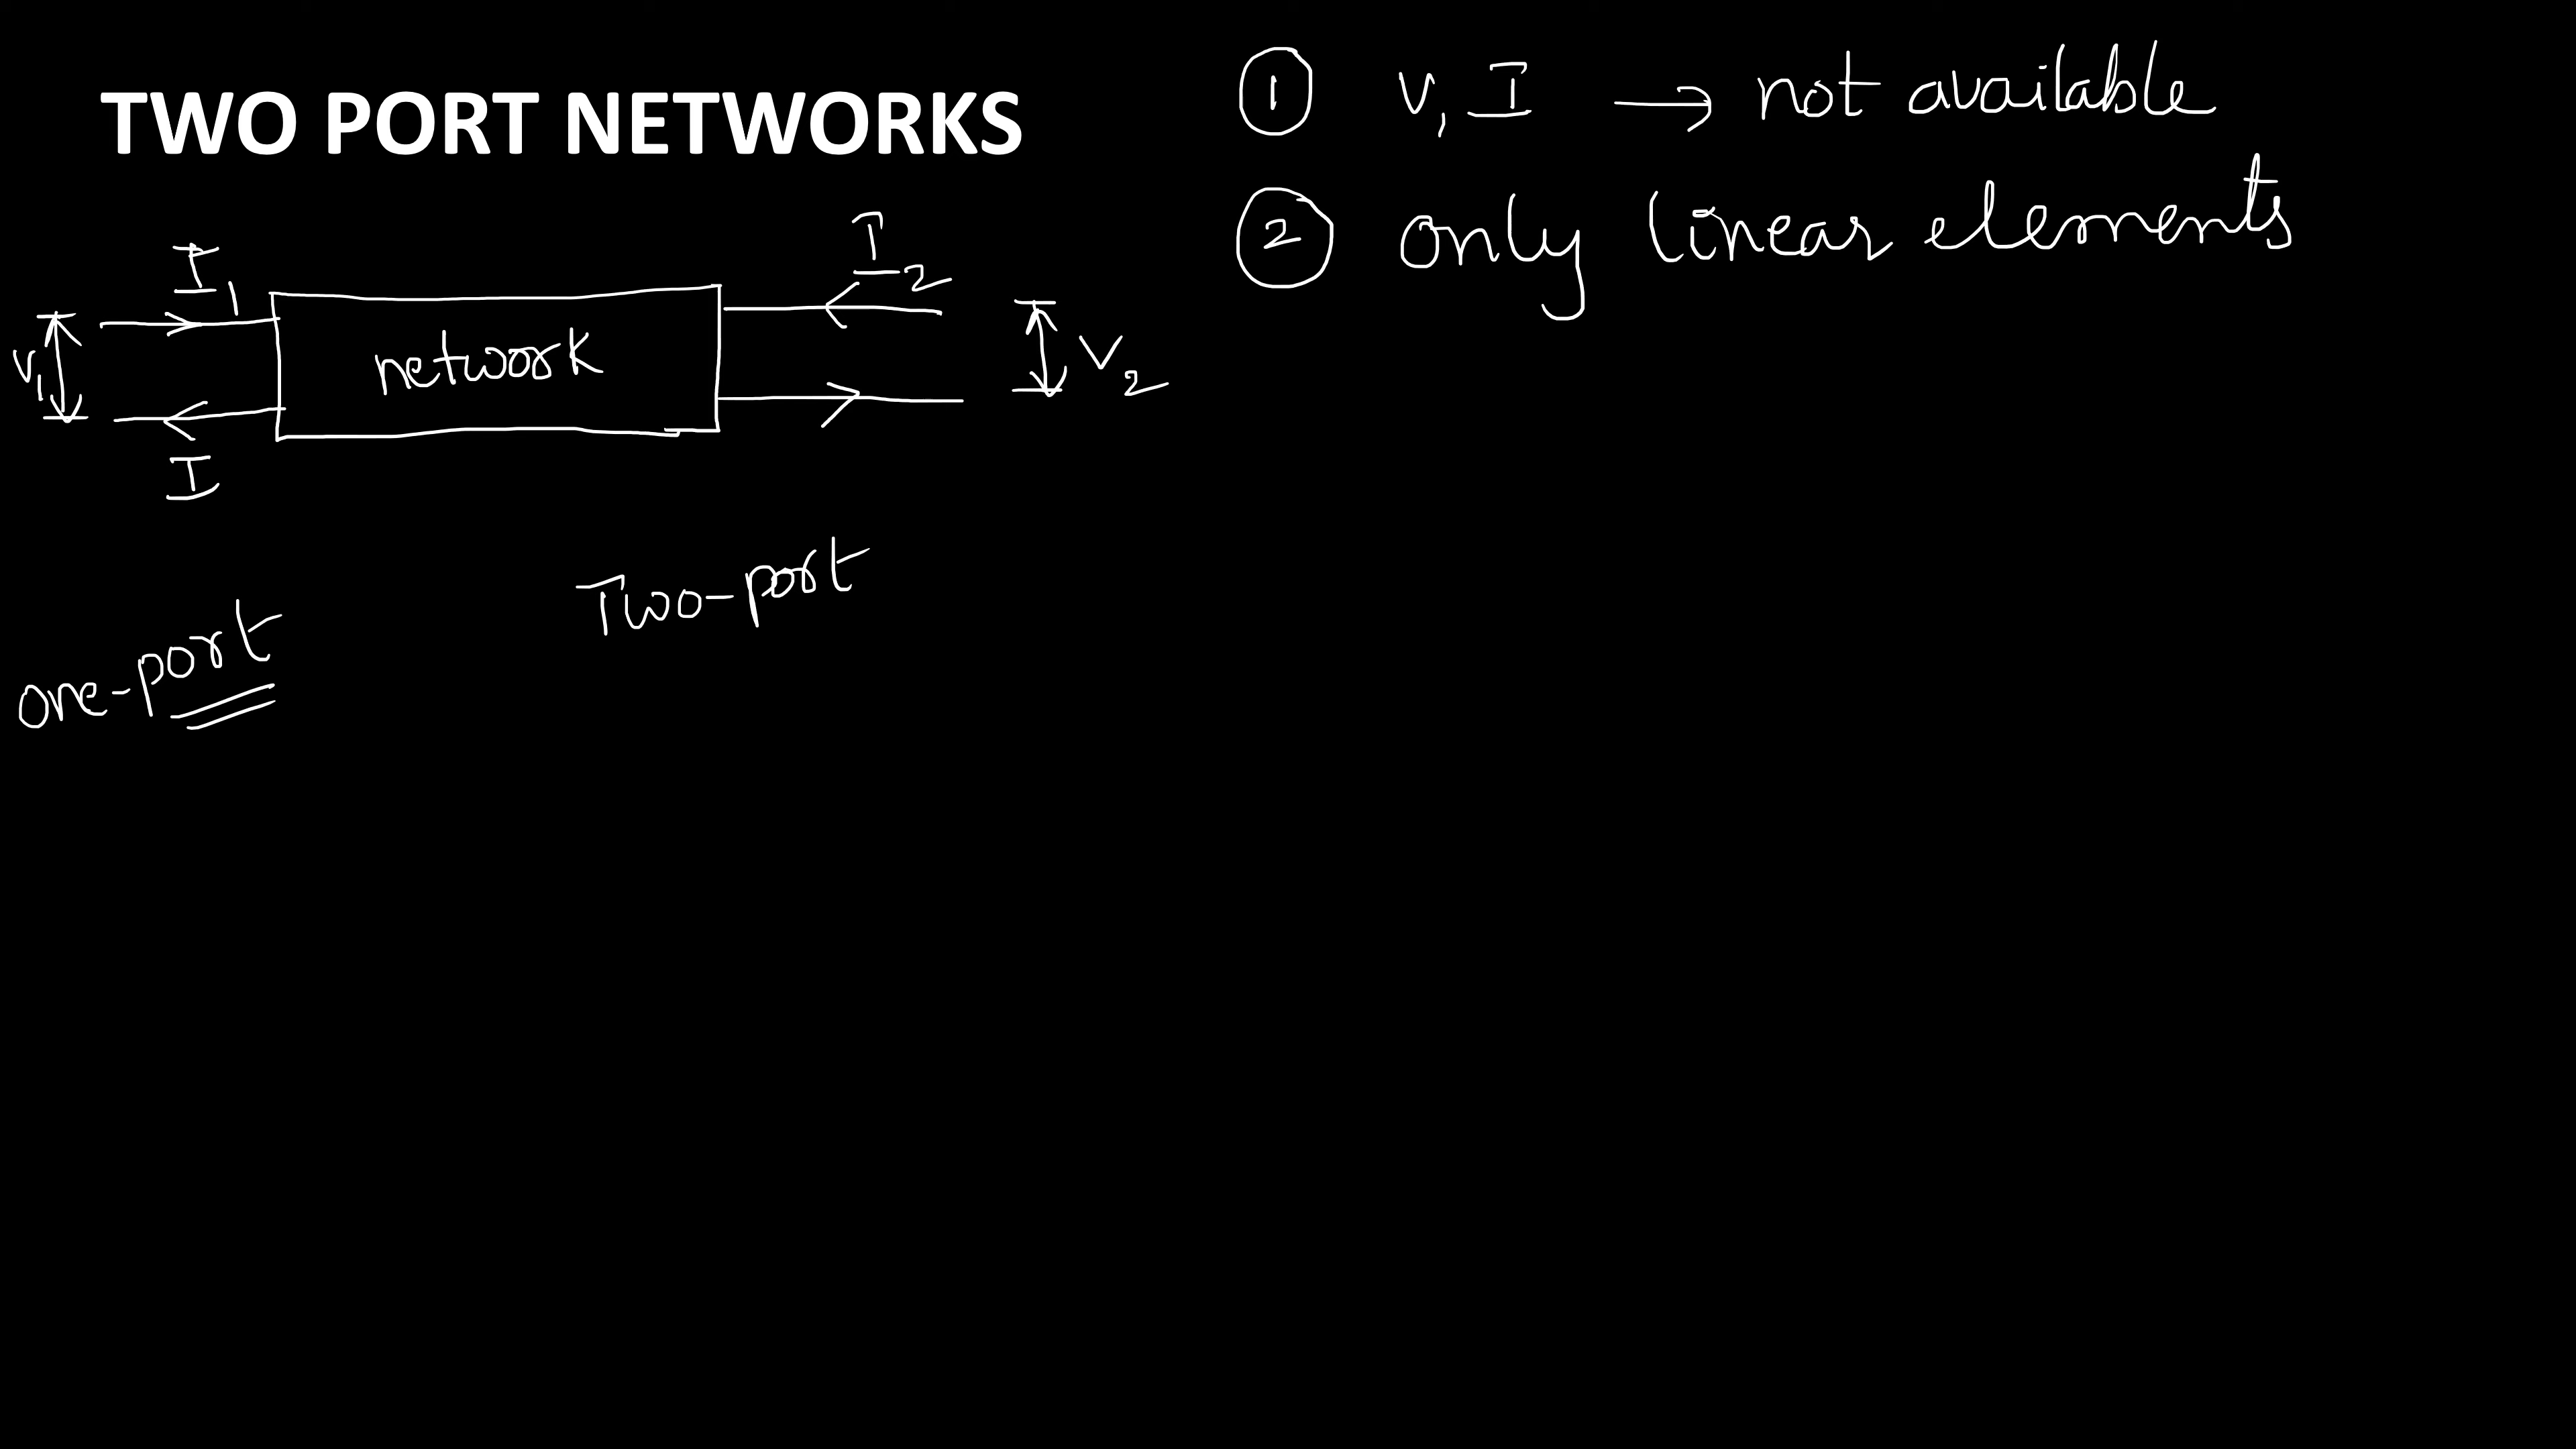 TWO PORT NETWORKS
① V, I → not available
② only linear elements
I1
I2
V1
network
V2
I
Two-port
one-port